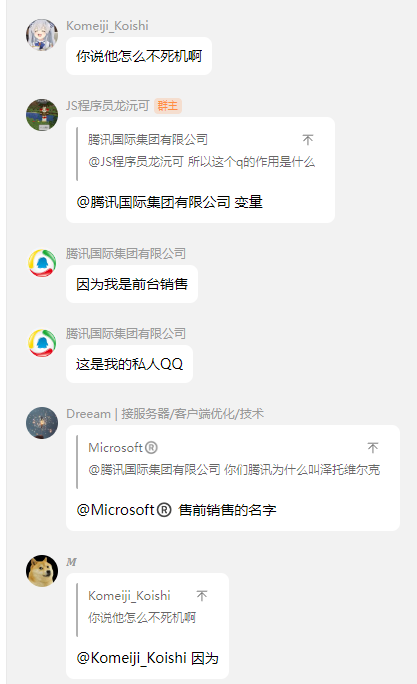 Komeiji_Koishi
你说他怎么不死机啊
JS程序员龙沅可 群主
腾讯国际集团有限公司
@JS程序员龙沅可 所以这个q的作用是什么
@腾讯国际集团有限公司 变量
腾讯国际集团有限公司
因为我是前台销售
腾讯国际集团有限公司
这是我的私人QQ
Dreeam | 接服务器/客户端优化/技术
Microsoft®
@腾讯国际集团有限公司 你们腾讯为什么叫泽托维尔克
@Microsoft® 售前销售的名字
M
Komeiji_Koishi
你说他怎么不死机啊
@Komeiji_Koishi 因为